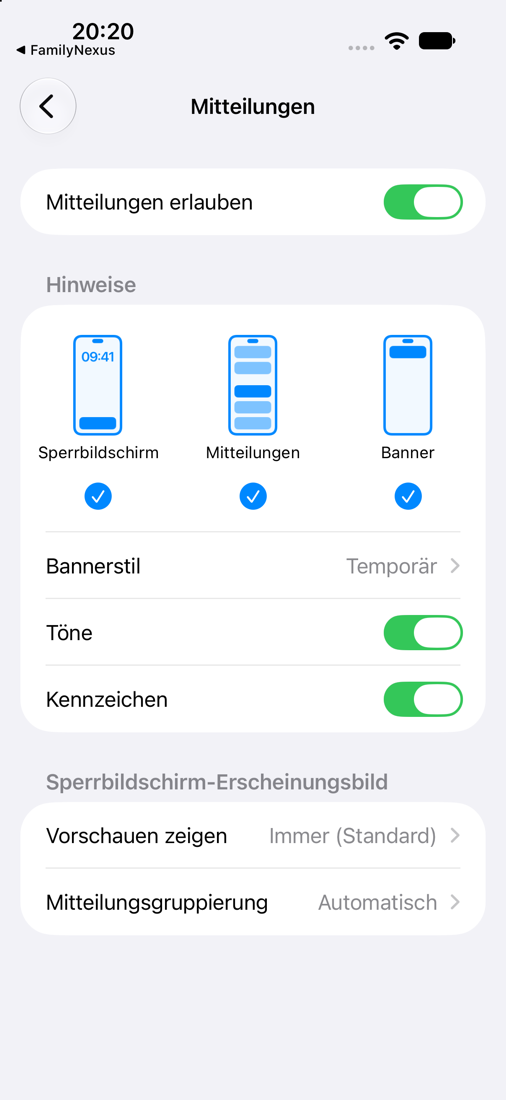 20:20
◀ FamilyNexus
Mitteilungen
Mitteilungen erlauben
Hinweise
09:41
Sperrbildschirm
Mitteilungen
Banner
Bannerstil
Temporär
Töne
Kennzeichen
Sperrbildschirm-Erscheinungsbild
Vorschauen zeigen
Immer (Standard)
Mitteilungsgruppierung
Automatisch